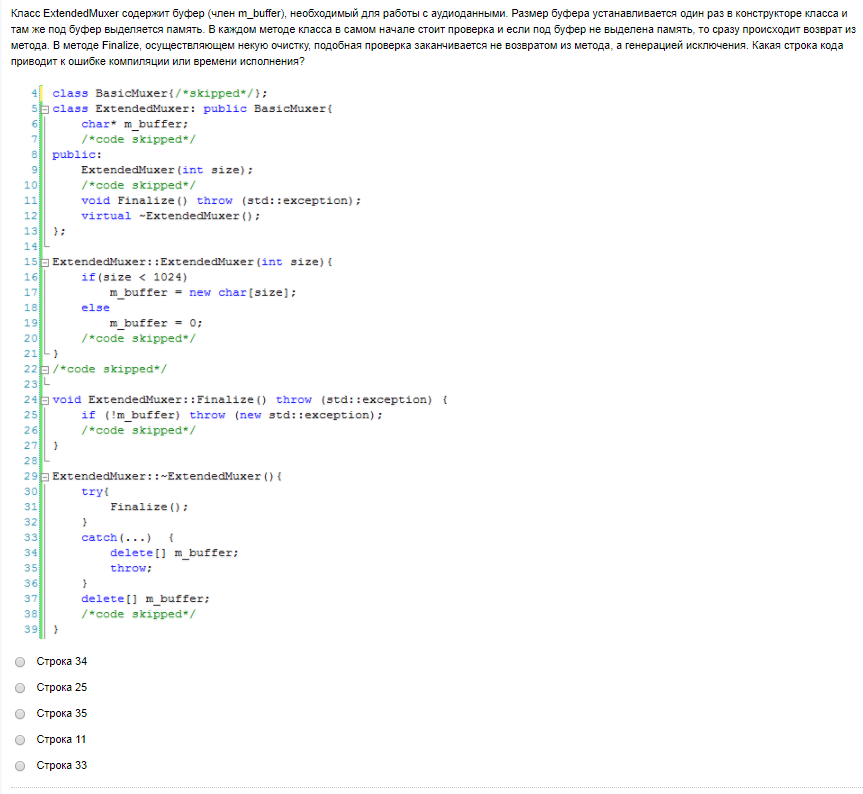 Класс ExtendedMuxer содержит буфер (член m_buffer), необходимый для работы с аудиоданными. Размер буфера устанавливается один раз в конструкторе класса и
там же под буфер выделяется память. В каждом методе класса в самом начале стоит проверка и если под буфер не выделена память, то сразу происходит возврат из
метода. В методе Finalize, осуществляющем некую очистку, подобная проверка заканчивается не возвратом из метода, а генерацией исключения. Какая строка кода
приводит к ошибке компиляции или времени исполнения?
4 class BasicMuxer{/*skipped*/};
5 class ExtendedMuxer: public BasicMuxer{
6 char* m_buffer;
7 /*code skipped*/
8 public:
9 ExtendedMuxer(int size);
10 /*code skipped*/
11 void Finalize() throw (std::exception);
12 virtual ~ExtendedMuxer();
13 };
14
15 ExtendedMuxer::ExtendedMuxer(int size){
16 if(size < 1024)
17 m_buffer = new char[size];
18 else
19 m_buffer = 0;
20 /*code skipped*/
21 }
22 /*code skipped*/
23
24 void ExtendedMuxer::Finalize() throw (std::exception) {
25 if (!m_buffer) throw (new std::exception);
26 /*code skipped*/
27 }
28
29 ExtendedMuxer::~ExtendedMuxer(){
30 try{
31 Finalize();
32 }
33 catch(...) {
34 delete[] m_buffer;
35 throw;
36 }
37 delete[] m_buffer;
38 /*code skipped*/
39 }
Строка 34
Строка 25
Строка 35
Строка 11
Строка 33